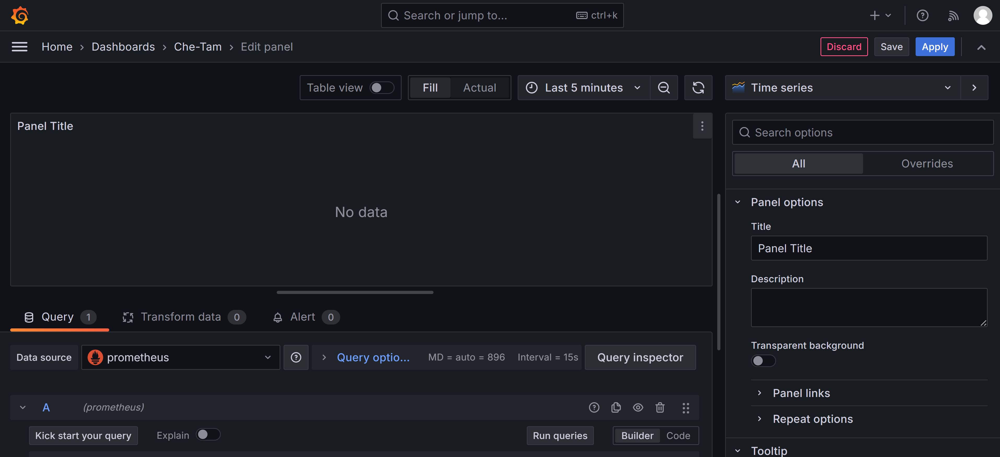 Search or jump to...
ctrl+k
Home › Dashboards › Che-Tam › Edit panel
Discard
Save
Apply
Table view
Fill
Actual
Last 5 minutes
Time series
Panel Title
No data
Search options
All
Overrides
Panel options
Title
Panel Title
Description
Transparent background
Panel links
Repeat options
Tooltip
Query 1
Transform data 0
Alert 0
Data source
prometheus
Query optio...
MD = auto = 896
Interval = 15s
Query inspector
A
(prometheus)
Kick start your query
Explain
Run queries
Builder
Code